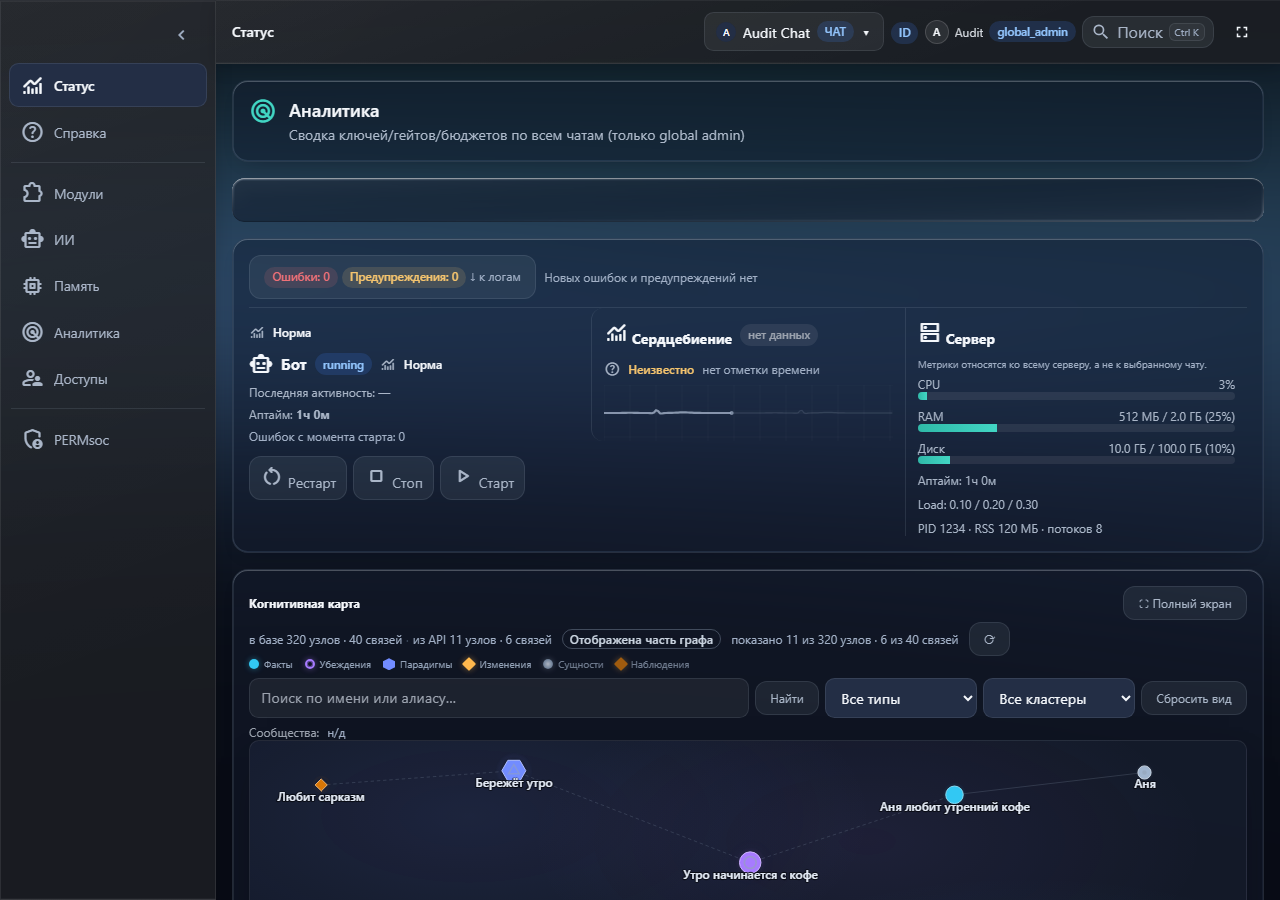 Статус
Audit Chat ЧАТ ▾ ID A Audit global_admin Поиск Ctrl K
Статус
Справка
Модули
ИИ
Память
Аналитика
Доступы
PERMsoc
Аналитика
Сводка ключей/гейтов/бюджетов по всем чатам (только global admin)
Ошибки: 0 Предупреждения: 0 ↓ к логам Новых ошибок и предупреждений нет
Норма
Бот running Норма
Последняя активность: —
Аптайм: 1ч 0м
Ошибок с момента старта: 0
Рестарт Стоп Старт
Сердцебиение нет данных
Неизвестно нет отметки времени
Сервер
Метрики относятся ко всему серверу, а не к выбранному чату.
CPU 3%
RAM 512 МБ / 2.0 ГБ (25%)
Диск 10.0 ГБ / 100.0 ГБ (10%)
Аптайм: 1ч 0м
Load: 0.10 / 0.20 / 0.30
PID 1234 · RSS 120 МБ · потоков 8
Когнитивная карта
Полный экран
в базе 320 узлов · 40 связей · из API 11 узлов · 6 связей Отображена часть графа показано 11 из 320 узлов · 6 из 40 связей
Факты Убеждения Парадигмы Изменения Сущности Наблюдения
Поиск по имени или алиасу... Найти Все типы Все кластеры Сбросить вид
Сообщества: н/д
Бережёт утро
Аня
Любит сарказм
Аня любит утренний кофе
Утро начинается с кофе